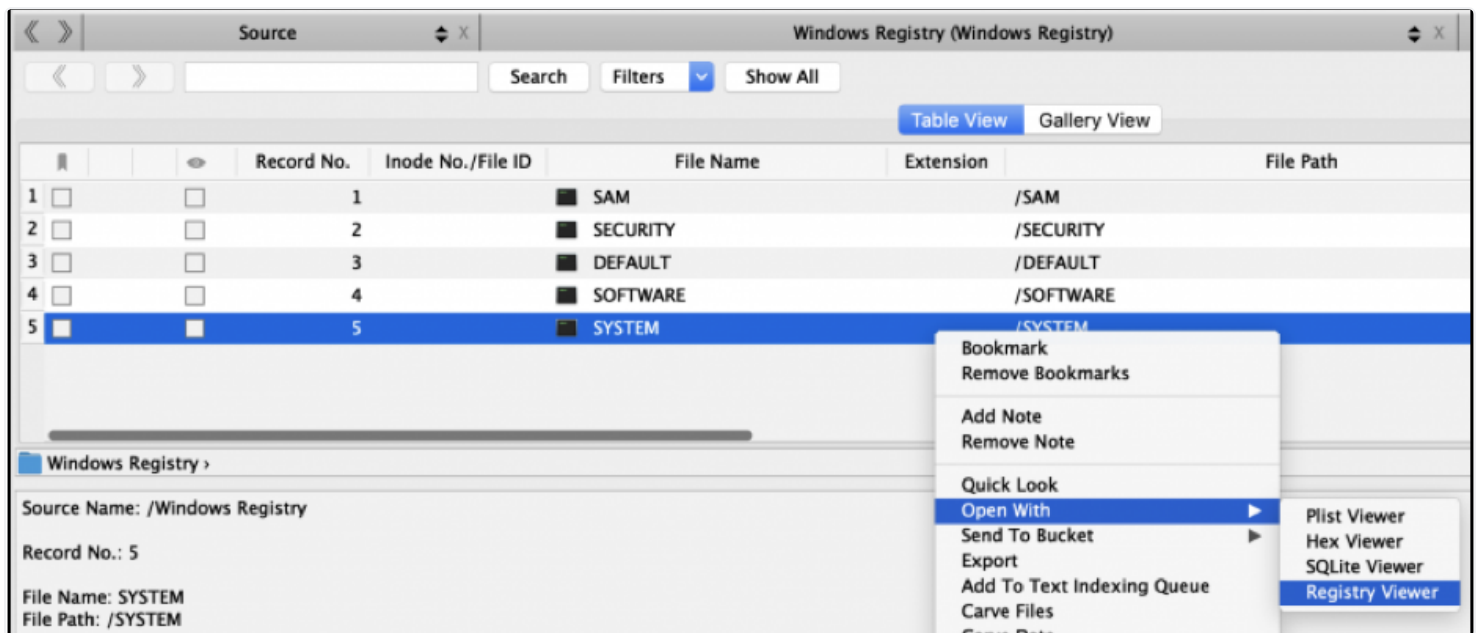 Source X Windows Registry (Windows Registry) X
Search Filters Show All
Table View Gallery View
Record No. Inode No./File ID File Name Extension File Path
1 1 SAM /SAM
2 2 SECURITY /SECURITY
3 3 DEFAULT /DEFAULT
4 4 SOFTWARE /SOFTWARE
5 5 SYSTEM /SYSTEM
Bookmark
Remove Bookmarks
Add Note
Remove Note
Quick Look
Open With
Send To Bucket
Export
Add To Text Indexing Queue
Carve Files
Plist Viewer
Hex Viewer
SQLite Viewer
Registry Viewer
Windows Registry ›
Source Name: /Windows Registry
Record No.: 5
File Name: SYSTEM
File Path: /SYSTEM